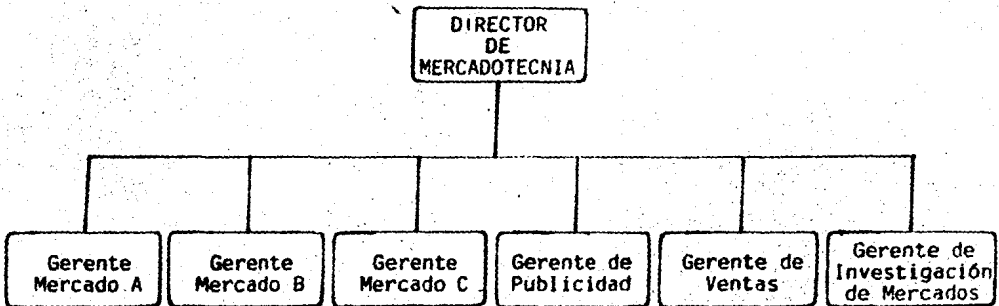 DIRECTOR
DE
MERCADOTECNIA
Gerente
Mercado A
Gerente
Mercado B
Gerente
Mercado C
Gerente de
Publicidad
Gerente de
Ventas
Gerente de
Investigación
de Mercados